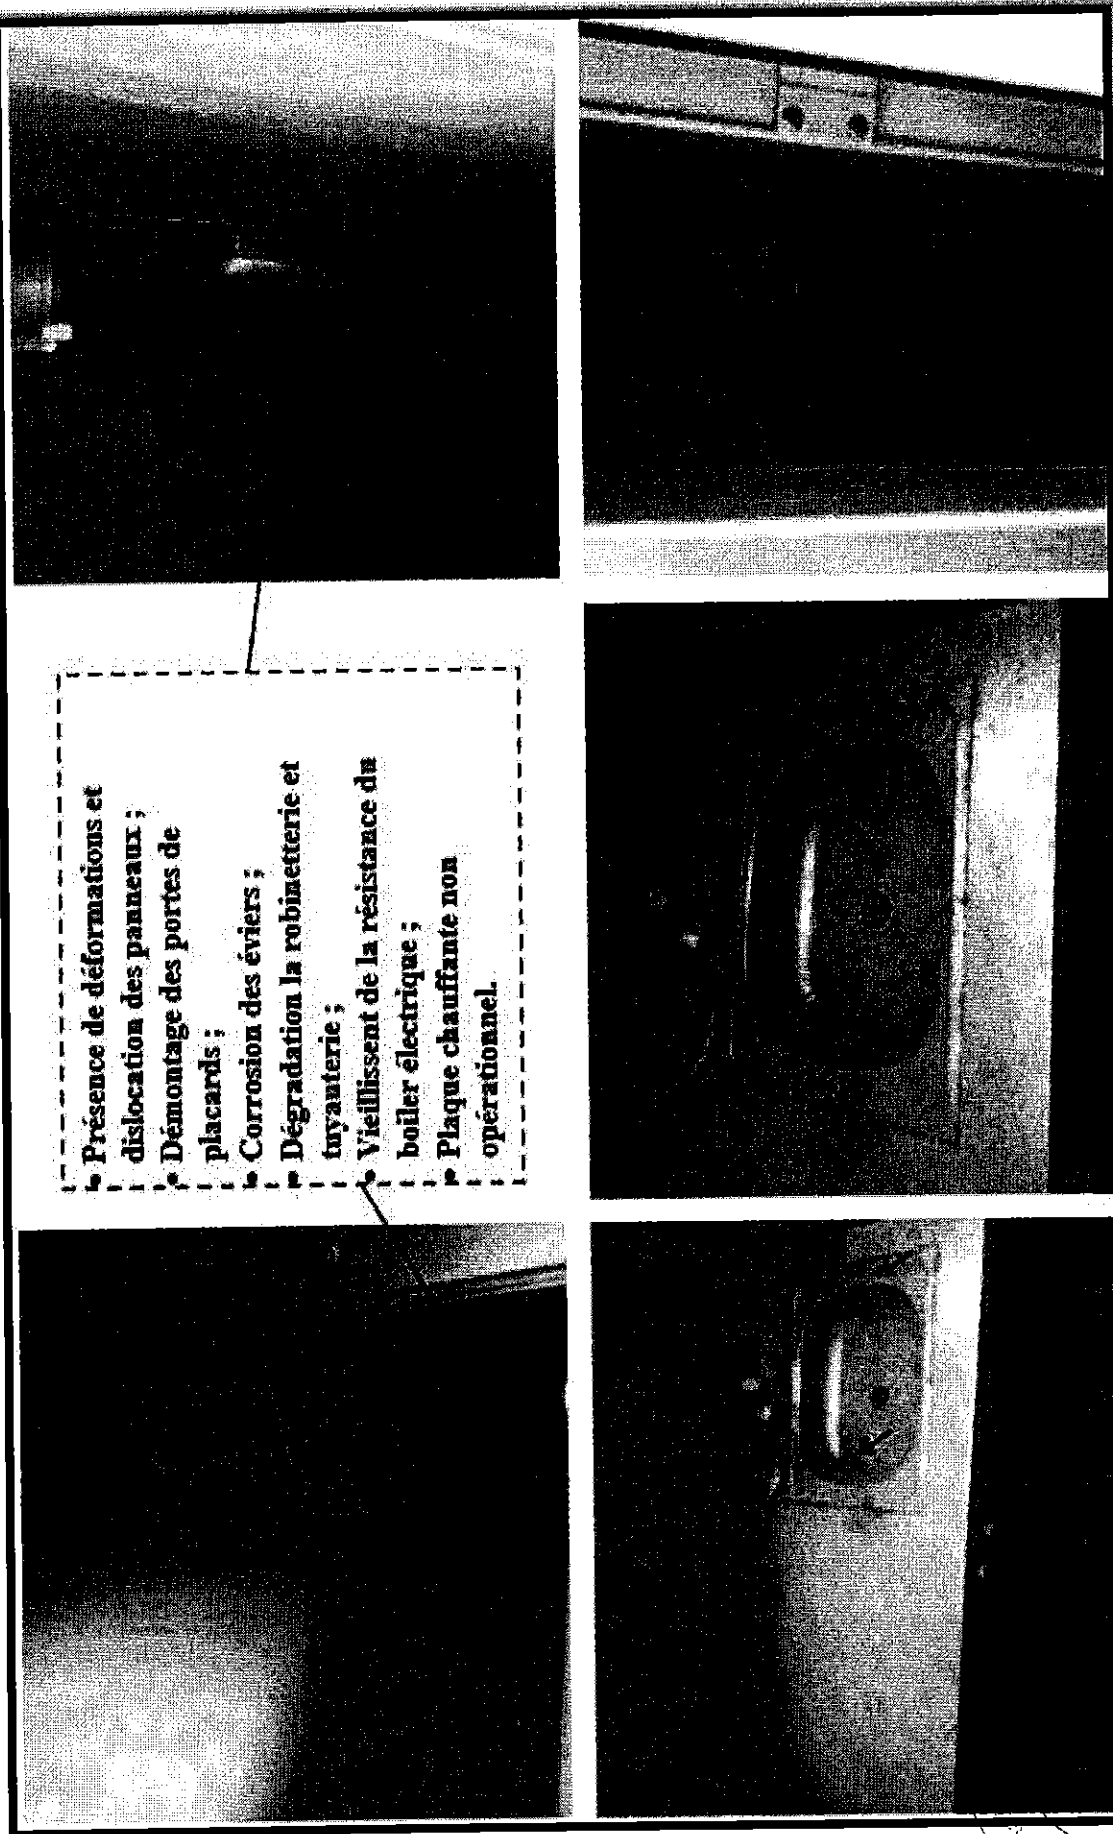 • Présence de déformations et
dislocation des panneaux ;
• Démontage des portes de
placards ;
• Corrosion des éviers ;
• Dégradation la robinetterie et
tuyauterie ;
• Vieillissent de la résistance du
boiler électrique ;
• Plaque chauffante non
opérationnel.